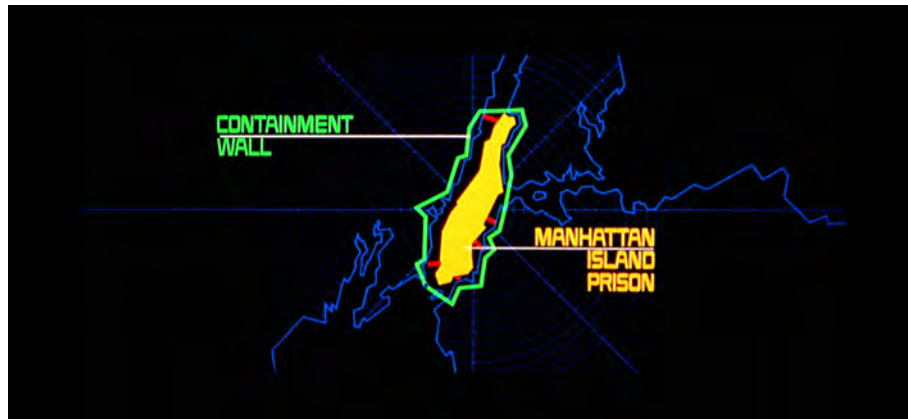 CONTAINMENT
WALL
MANHATTAN
ISLAND
PRISON